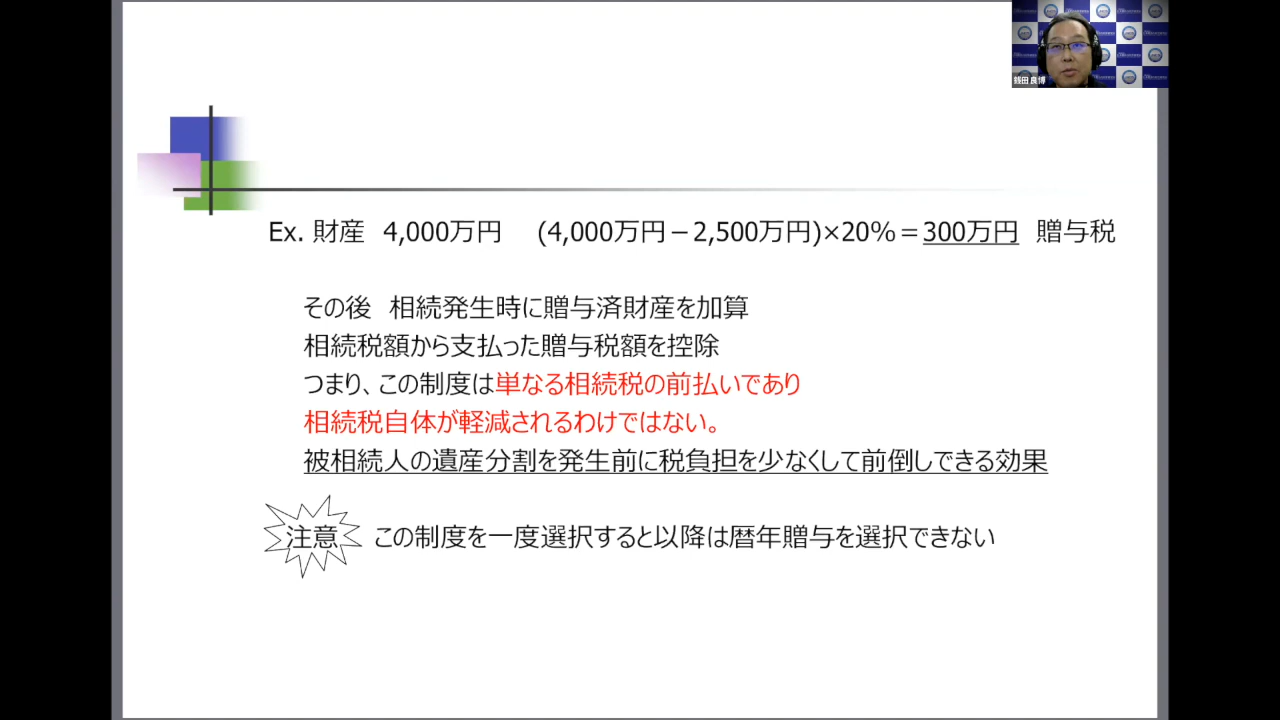 Ex. 財産 4,000万円 (4,000万円－2,500万円)×20%＝300万円 贈与税
その後 相続発生時に贈与済財産を加算
相続税額から支払った贈与税額を控除
つまり、この制度は単なる相続税の前払いであり
相続税自体が軽減されるわけではない。
被相続人の遺産分割を発生前に税負担を少なくして前倒しできる効果
注意 この制度を一度選択すると以降は暦年贈与を選択できない